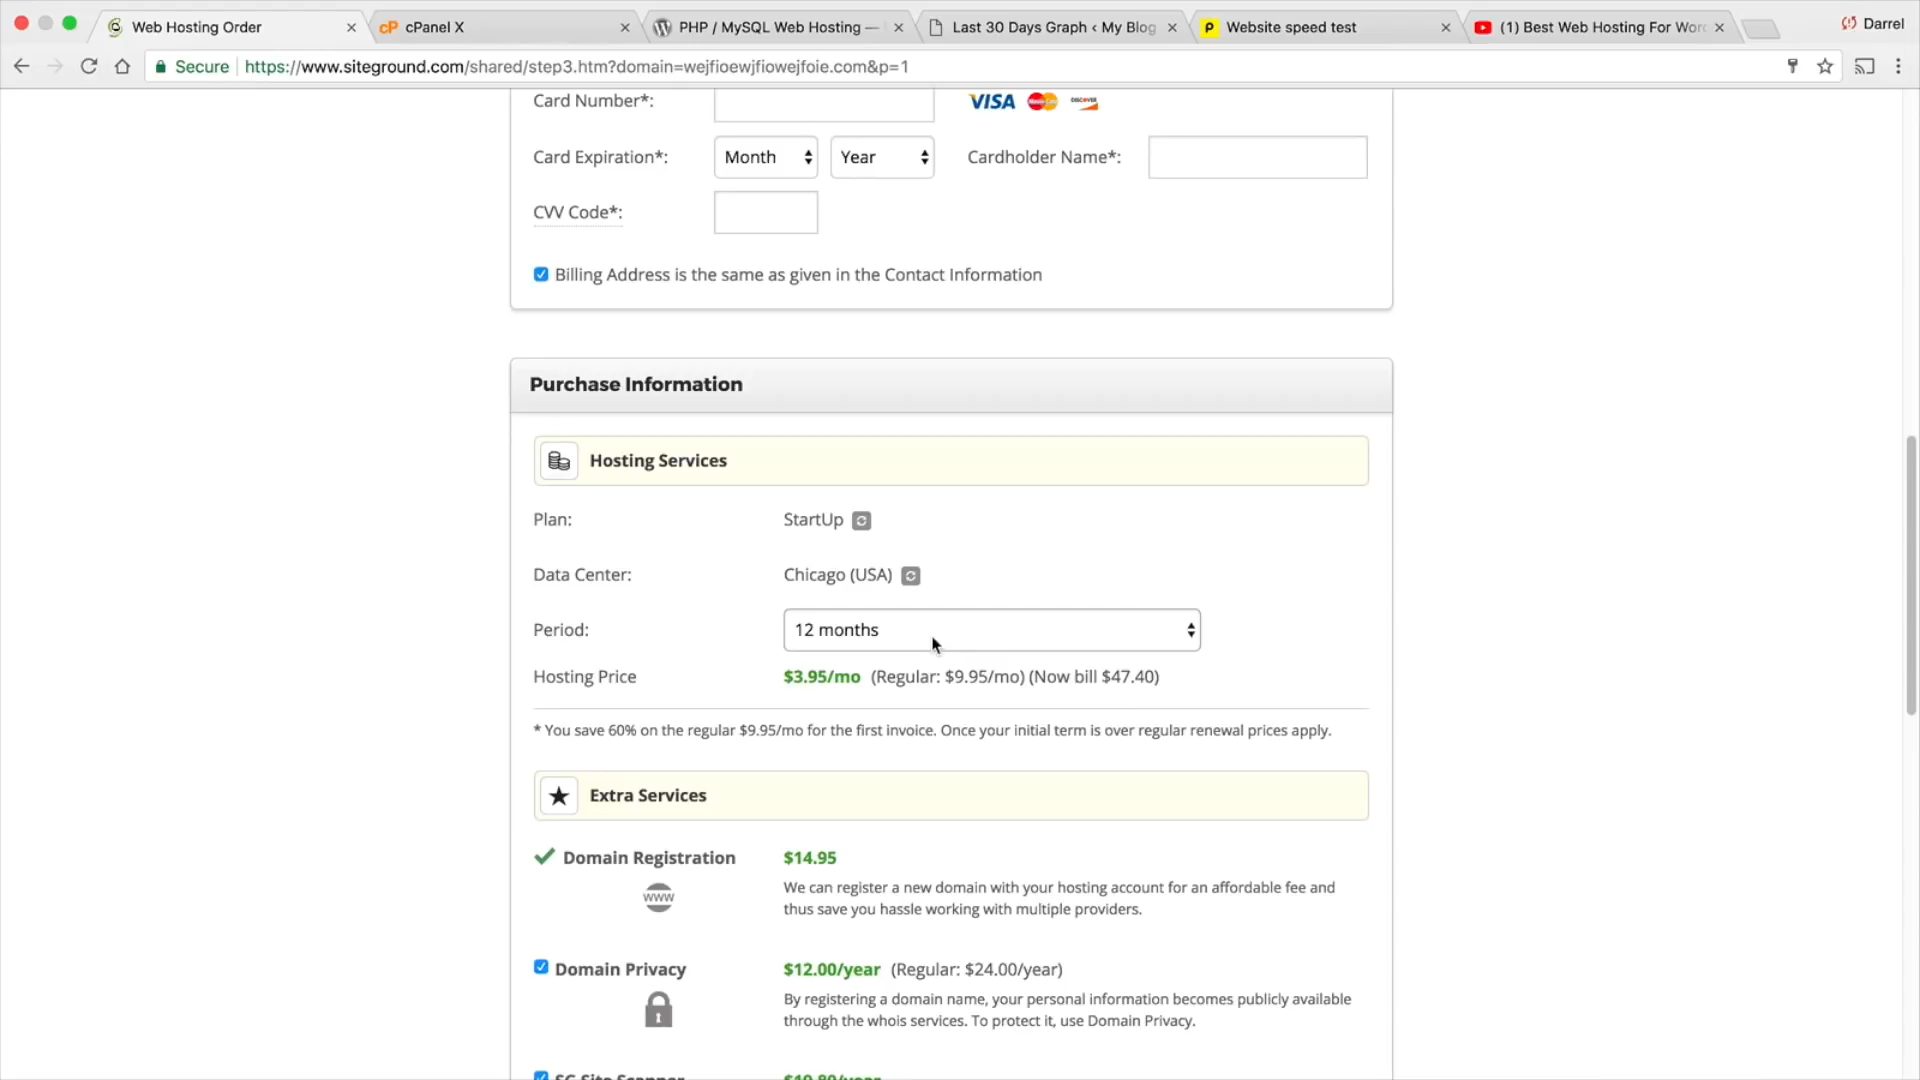 Web Hosting Order
cPanel X
PHP / MySQL Web Hosting —
Last 30 Days Graph ‹ My Blog
Website speed test
(1) Best Web Hosting For Wor
Darrel
Secure
https://www.siteground.com/shared/step3.htm?domain=wejfioewjfiowejfoie.com&p=1
Card Number*:
VISA MasterCard DISCOVER
Card Expiration*:
Month
Year
Cardholder Name*:
CVV Code*:
Billing Address is the same as given in the Contact Information
Purchase Information
Hosting Services
Plan:
StartUp
Data Center:
Chicago (USA)
Period:
12 months
Hosting Price
$3.95/mo (Regular: $9.95/mo) (Now bill $47.40)
* You save 60% on the regular $9.95/mo for the first invoice. Once your initial term is over regular renewal prices apply.
Extra Services
Domain Registration
$14.95
www
We can register a new domain with your hosting account for an affordable fee and
thus save you hassle working with multiple providers.
Domain Privacy
$12.00/year (Regular: $24.00/year)
By registering a domain name, your personal information becomes publicly available
through the whois services. To protect it, use Domain Privacy.
SG Site Scanner
$19.80/year